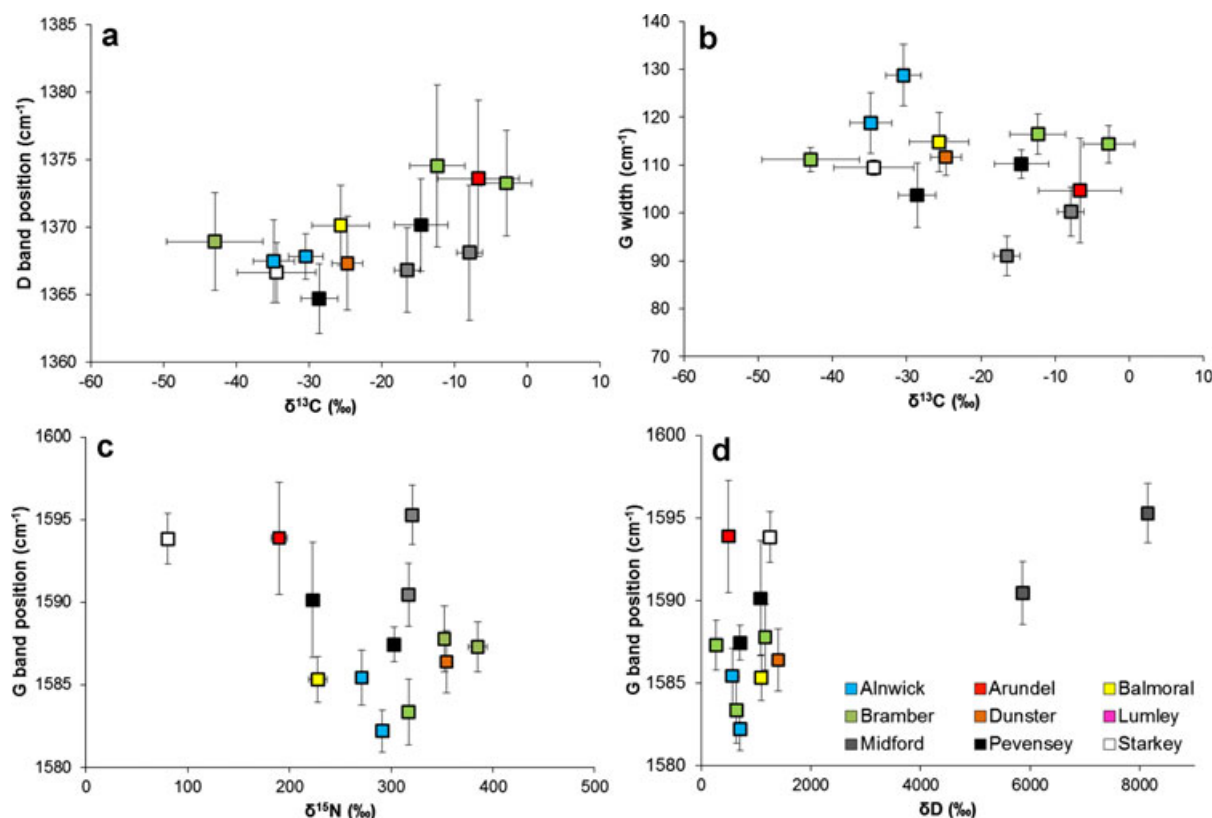 a
D band position (cm⁻¹)
1385
1380
1375
1370
1365
1360
-60 -50 -40 -30 -20 -10 0 10
δ¹³C (‰)
b
G width (cm⁻¹)
140
130
120
110
100
90
80
70
-60 -50 -40 -30 -20 -10 0 10
δ¹³C (‰)
c
G band position (cm⁻¹)
1600
1595
1590
1585
1580
0 100 200 300 400 500
δ¹⁵N (‰)
d
G band position (cm⁻¹)
1600
1595
1590
1585
1580
0 2000 4000 6000 8000
δD (‰)
Alnwick Arundel Balmoral
Bramber Dunster Lumley
Midford Pevensey Starkey